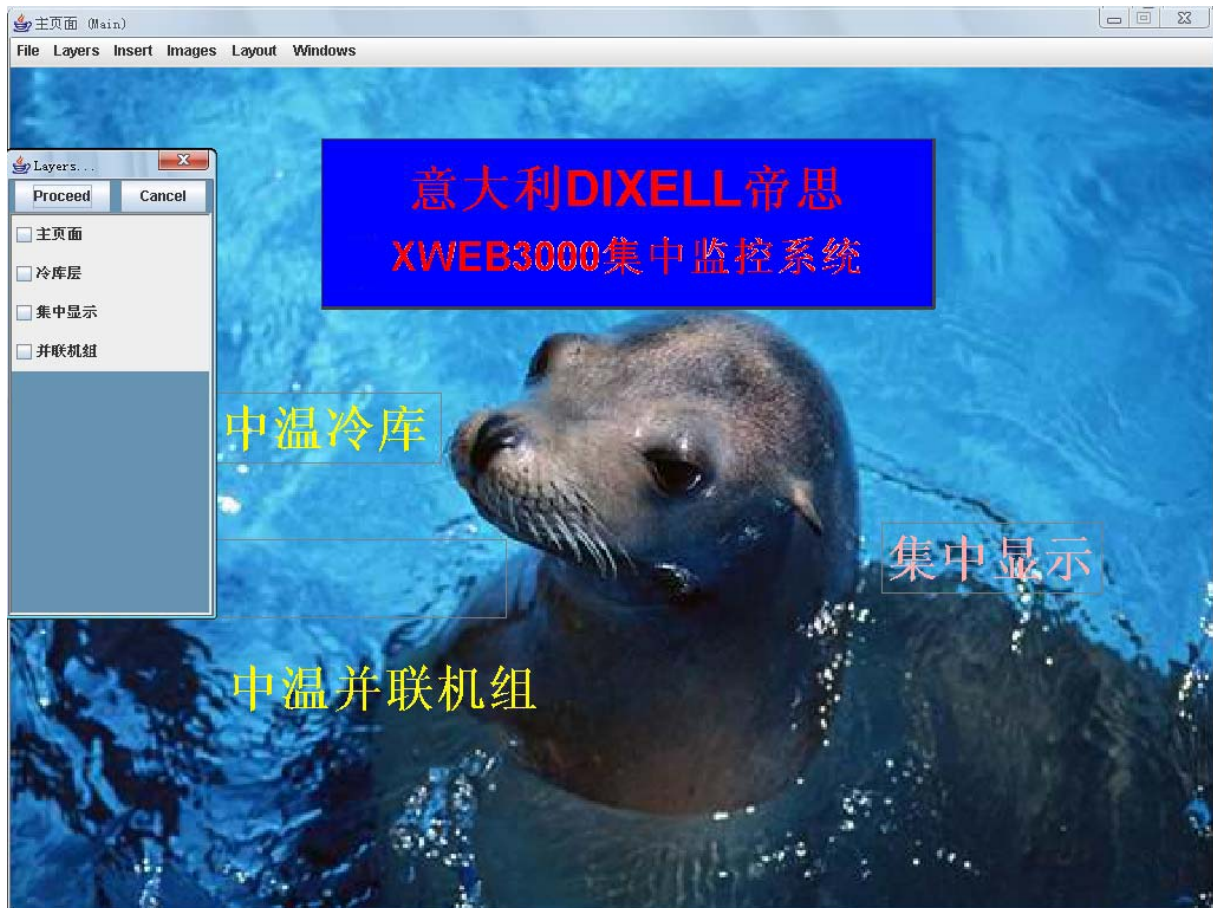 主页面 (Main)
File Layers Insert Images Layout Windows
意大利DIXELL帝思
XWEB3000集中监控系统
Layers...
Proceed Cancel
主页面
冷库层
集中显示
并联机组
中温冷库
集中显示
中温并联机组